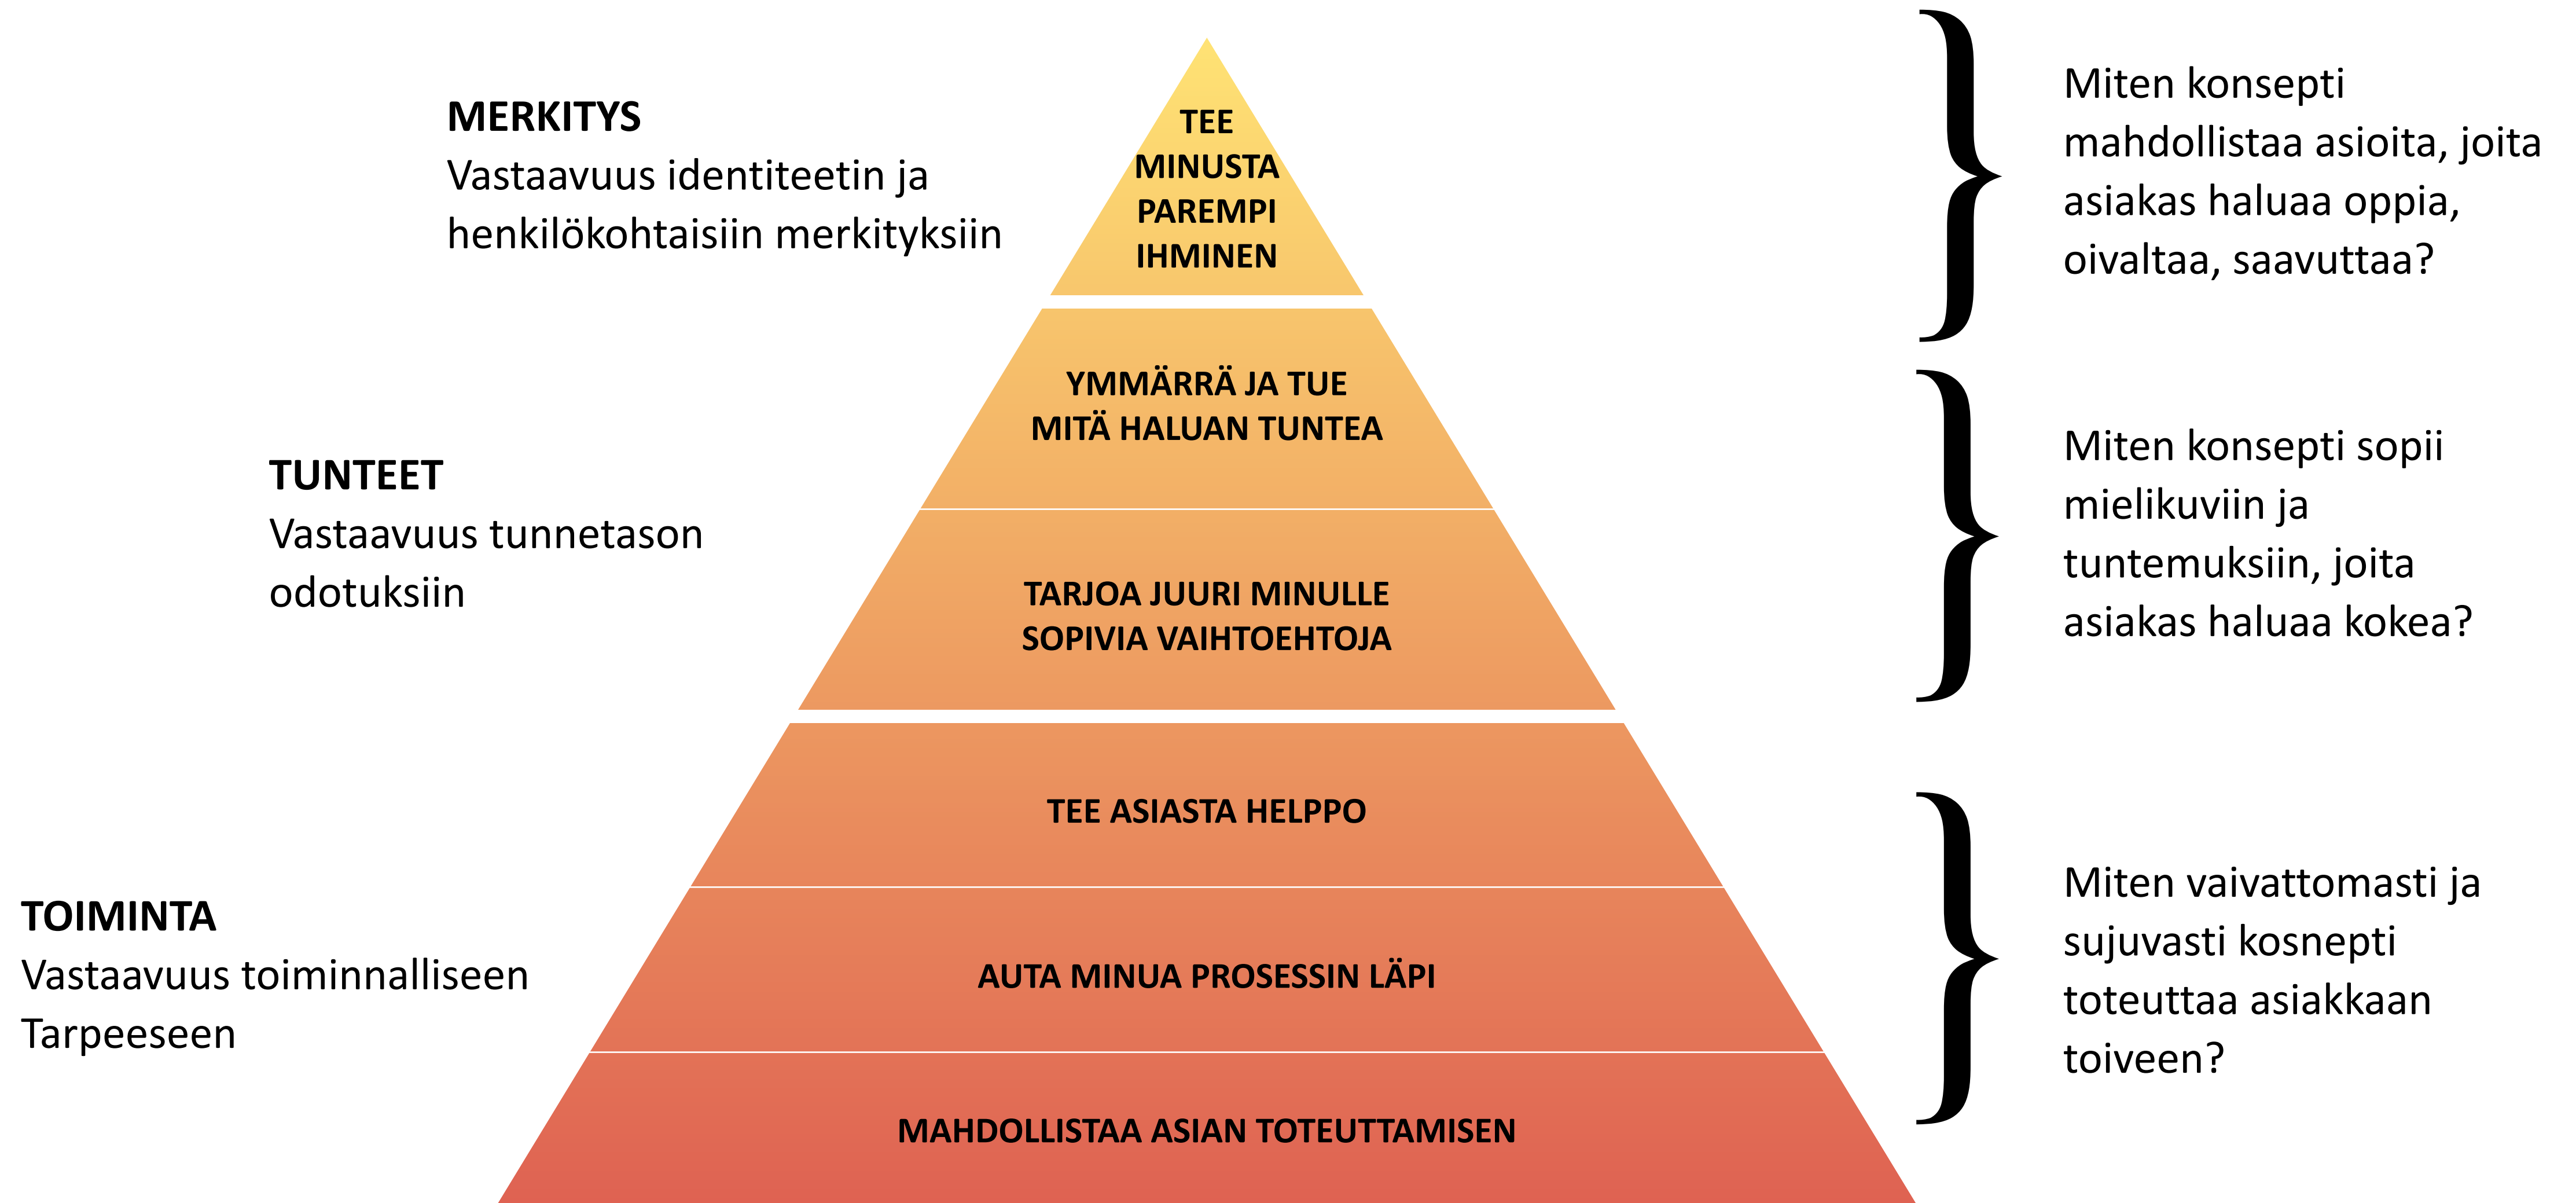 MERKITYS
Vastaavuus identiteetin ja
henkilökohtaisiin merkityksiin
TEE
MINUSTA
PAREMPI
IHMINEN
Miten konsepti
mahdollistaa asioita, joita
asiakas haluaa oppia,
oivaltaa, saavuttaa?
TUNTEET
Vastaavuus tunnetason
odotuksiin
YMMÄRRÄ JA TUE
MITÄ HALUAN TUNTEA
TARJOA JUURI MINULLE
SOPIVIA VAIHTOEHTOJA
Miten konsepti sopii
mielikuviin ja
tuntemuksiin, joita
asiakas haluaa kokea?
TOIMINTA
Vastaavuus toiminnalliseen
Tarpeeseen
TEE ASIASTA HELPPO
AUTA MINUA PROSESSIN LÄPI
MAHDOLLISTAA ASIAN TOTEUTTAMISEN
Miten vaivattomasti ja
sujuvasti kosnepti
toteuttaa asiakkaan
toiveen?